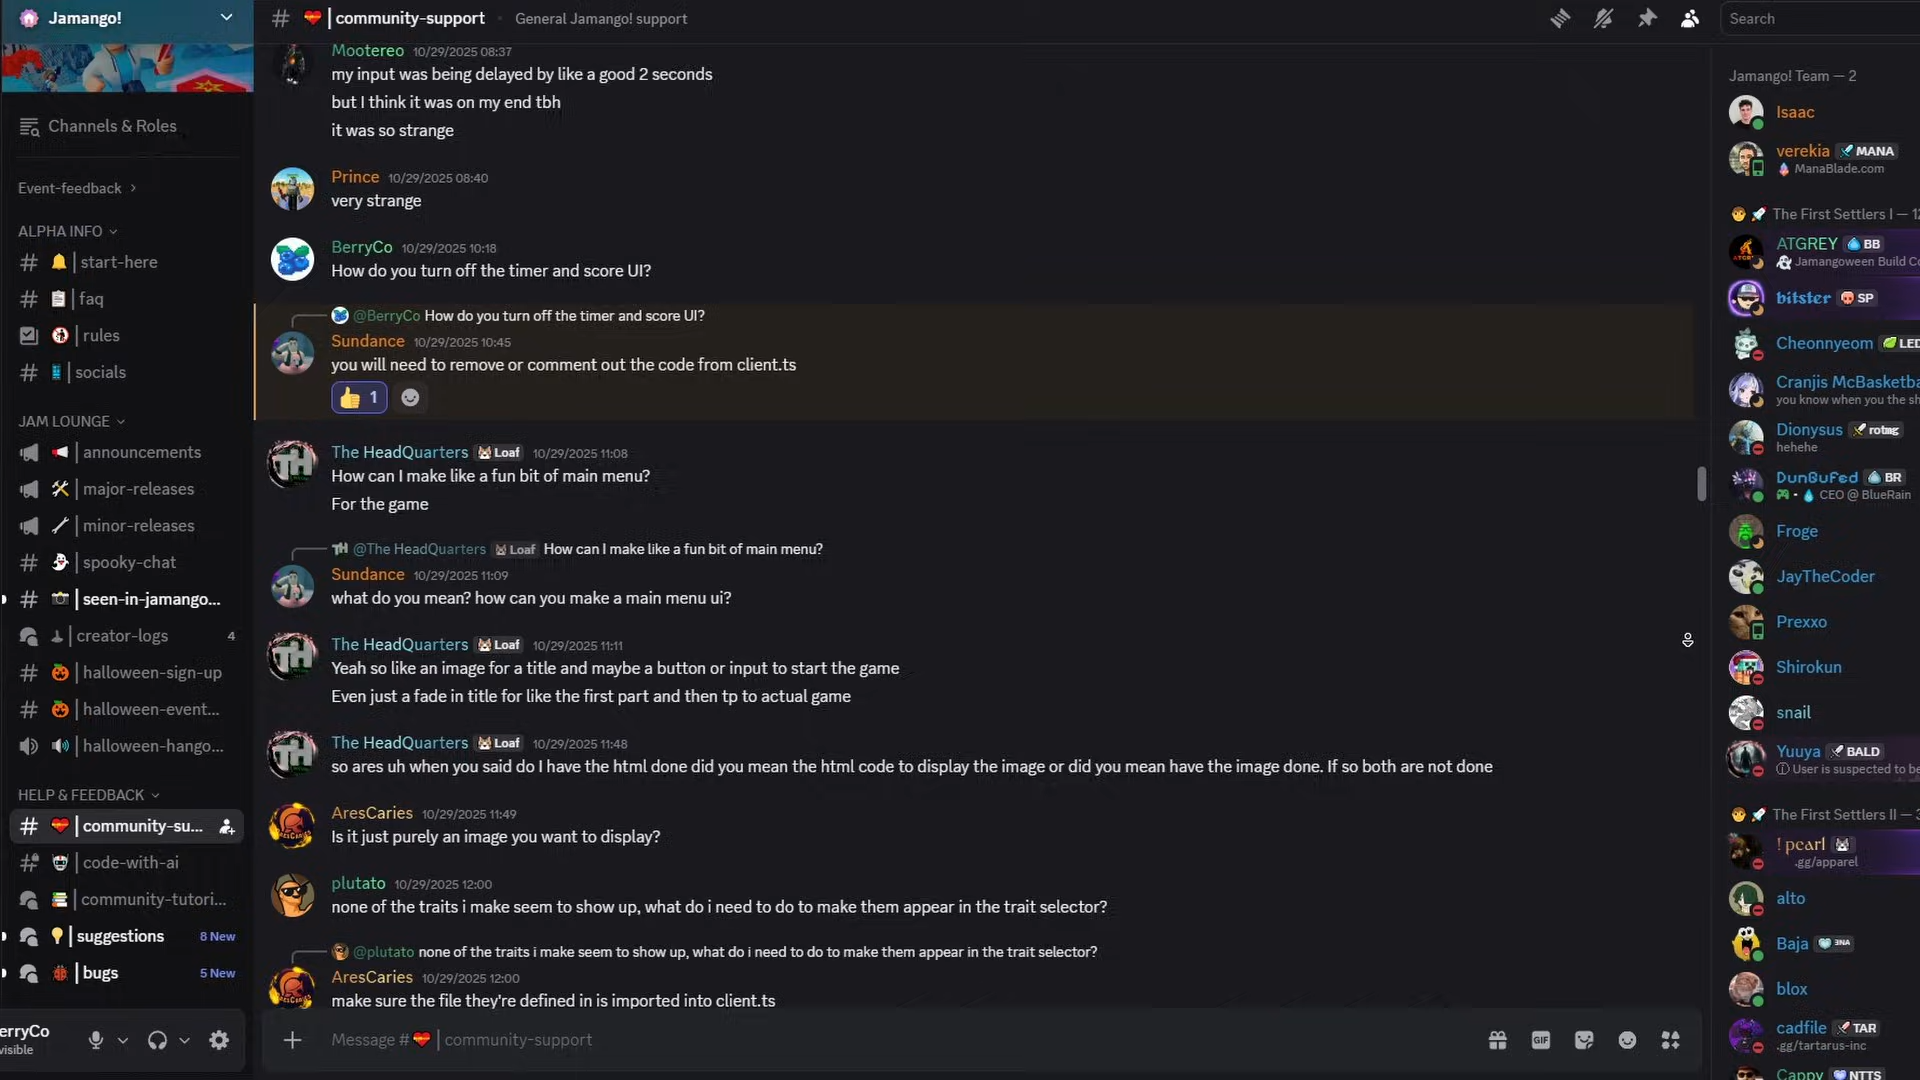 Jamango!
Channels & Roles
Event-feedback
ALPHA INFO
start-here
faq
rules
socials
JAM LOUNGE
announcements
major-releases
minor-releases
spooky-chat
seen-in-jamango...
creator-logs 4
halloween-sign-up
halloween-event...
halloween-hango...
HELP & FEEDBACK
community-su...
code-with-ai
community-tutori...
suggestions 8 New
bugs 5 New
erryCo
visible
community-support General Jamango! support
Search
Mootereo 10/29/2025 08:37
my input was being delayed by like a good 2 seconds
but I think it was on my end tbh
it was so strange
Prince 10/29/2025 08:40
very strange
BerryCo 10/29/2025 10:18
How do you turn off the timer and score UI?
@BerryCo How do you turn off the timer and score UI?
Sundance 10/29/2025 10:45
you will need to remove or comment out the code from client.ts
1
The HeadQuarters Loaf 10/29/2025 11:08
How can I make like a fun bit of main menu?
For the game
@The HeadQuarters Loaf How can I make like a fun bit of main menu?
Sundance 10/29/2025 11:09
what do you mean? how can you make a main menu ui?
The HeadQuarters Loaf 10/29/2025 11:11
Yeah so like an image for a title and maybe a button or input to start the game
Even just a fade in title for like the first part and then tp to actual game
The HeadQuarters Loaf 10/29/2025 11:48
so ares uh when you said do I have the html done did you mean the html code to display the image or did you mean have the image done. If so both are not done
AresCaries 10/29/2025 11:49
Is it just purely an image you want to display?
plutato 10/29/2025 12:00
none of the traits i make seem to show up, what do i need to do to make them appear in the trait selector?
@plutato none of the traits i make seem to show up, what do i need to do to make them appear in the trait selector?
AresCaries 10/29/2025 12:00
make sure the file they're defined in is imported into client.ts
Message # community-support
GIF
Jamango! Team — 2
Isaac
verekia MANA
ManaBlade.com
The First Settlers I — 12
ATGREY BB
Jamangoween Build Co
bitster SP
Cheonnyeom LED
Cranjis McBasketba
you know when you the sh
Dionysus rotmg
hehehe
DunGuFed BR
CEO @ BlueRain
Froge
JayTheCoder
Prexxo
Shirokun
snail
Yuuya BALD
User is suspected to be
The First Settlers II — 3
! pearl
.gg/apparel
alto
Baja 3NA
blox
cadfile TAR
.gg/tartarus-inc
Cappy NTTS